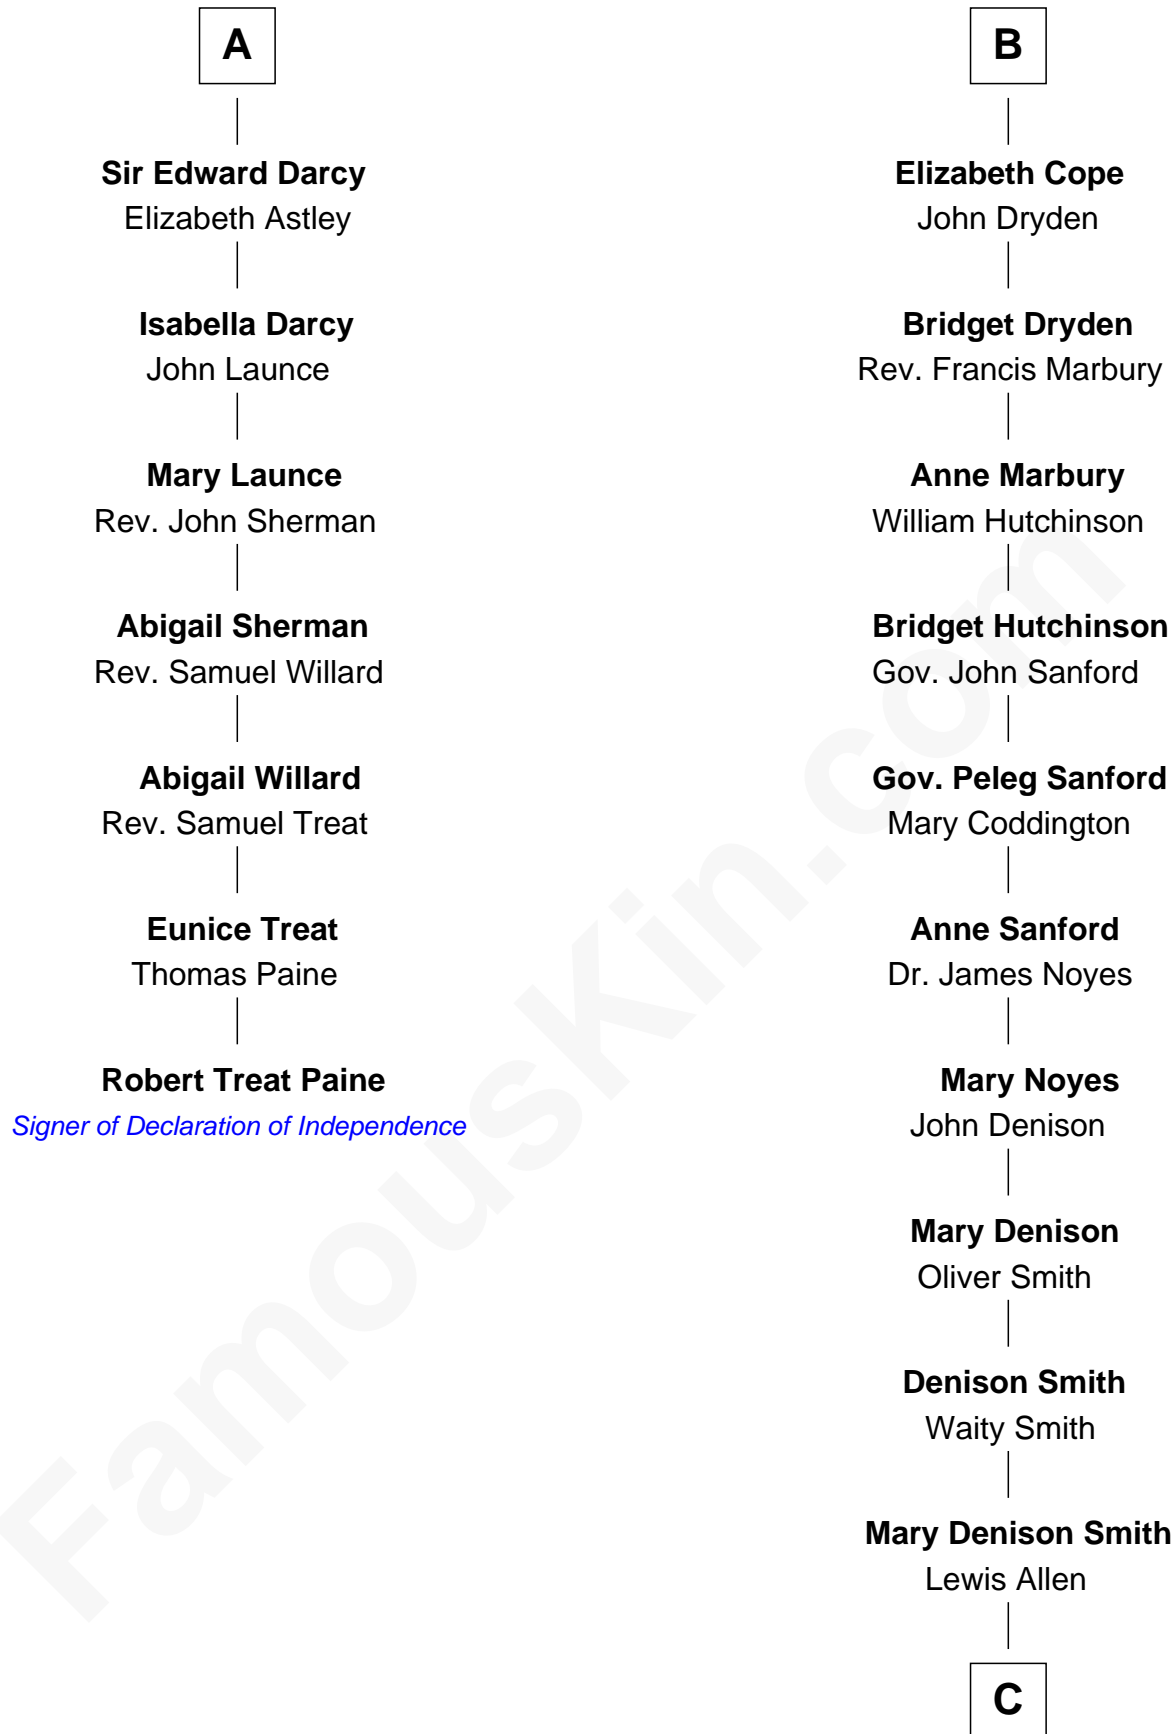 A
Sir Edward Darcy
Elizabeth Astley
Isabella Darcy
John Launce
Mary Launce
Rev. John Sherman
Abigail Sherman
Rev. Samuel Willard
Abigail Willard
Rev. Samuel Treat
Eunice Treat
Thomas Paine
Robert Treat Paine
Signer of Declaration of Independence
B
Elizabeth Cope
John Dryden
Bridget Dryden
Rev. Francis Marbury
Anne Marbury
William Hutchinson
Bridget Hutchinson
Gov. John Sanford
Gov. Peleg Sanford
Mary Coddington
Anne Sanford
Dr. James Noyes
Mary Noyes
John Denison
Mary Denison
Oliver Smith
Denison Smith
Waity Smith
Mary Denison Smith
Lewis Allen
C
FamousKin.com